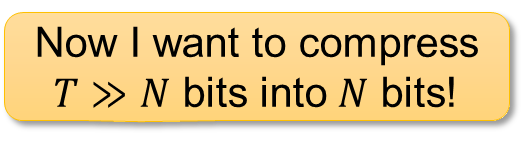 Now I want to compress
T ≫ N bits into N bits!